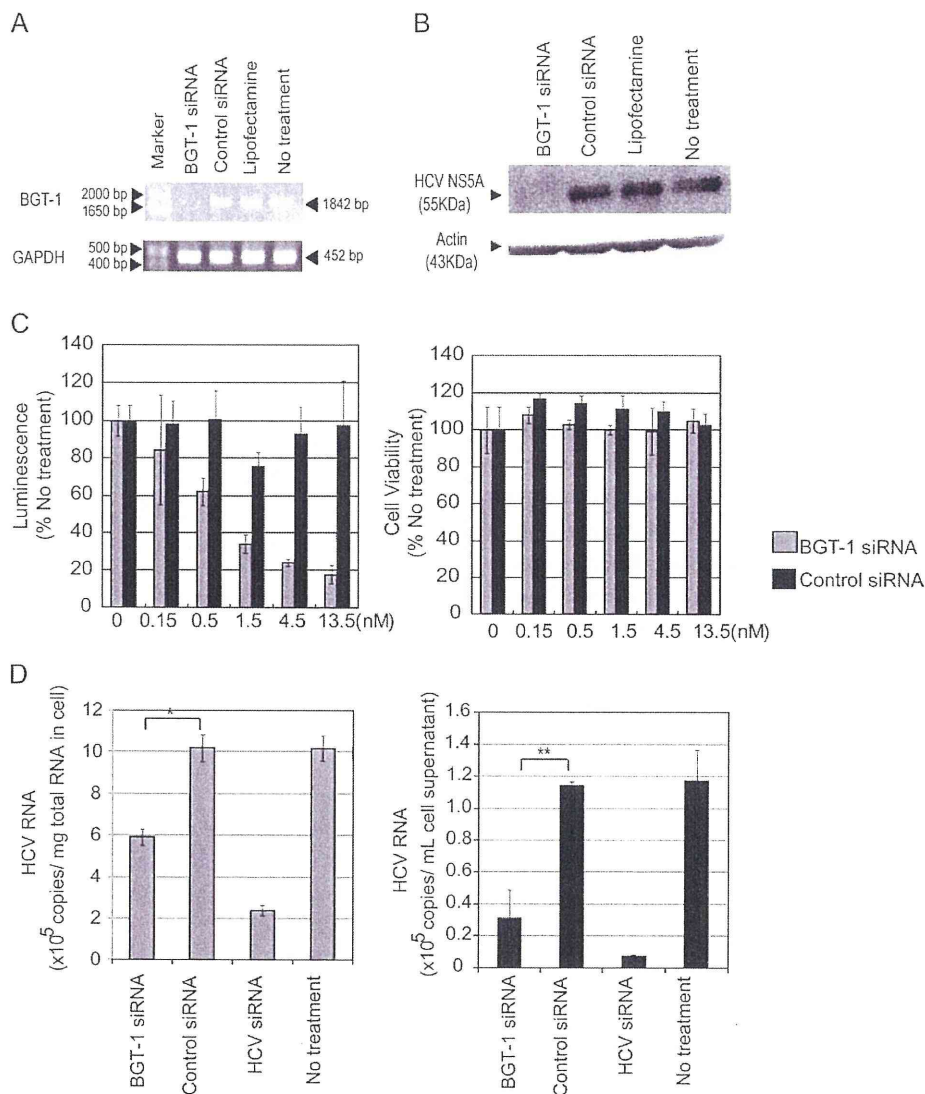 A
Marker
BGT-1 siRNA
Control siRNA
Lipofectamine
No treatment
BGT-1
2000 bp
1650 bp
1842 bp
GAPDH
500 bp
400 bp
452 bp
B
BGT-1 siRNA
Control siRNA
Lipofectamine
No treatment
HCV NS5A
(55KDa)
Actin
(43KDa)
C
Luminescence
(% No treatment)
140
120
100
80
60
40
20
0
0 0.15 0.5 1.5 4.5 13.5(nM)
Cell Viability
(% No treatment)
140
120
100
80
60
40
20
0
0 0.15 0.5 1.5 4.5 13.5(nM)
BGT-1 siRNA
Control siRNA
D
HCV RNA
(x10⁵ copies/ mg total RNA in cell)
12
10
8
6
4
2
0
*
BGT-1 siRNA
Control siRNA
HCV siRNA
No treatment
HCV RNA
(x10⁵ copies/ mL cell supernatant)
1.6
1.4
1.2
1.0
0.8
0.6
0.4
0.2
0
**
BGT-1 siRNA
Control siRNA
HCV siRNA
No treatment